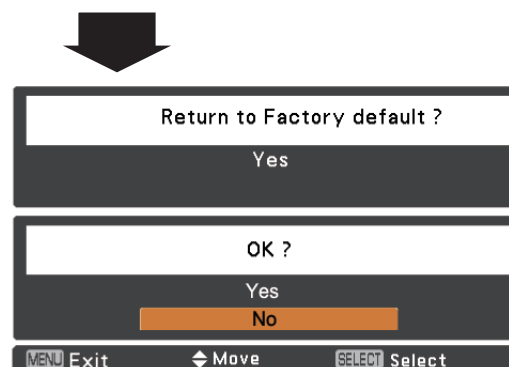 Return to Factory default ?
Yes
OK ?
Yes
No
MENU Exit Move SELECT Select